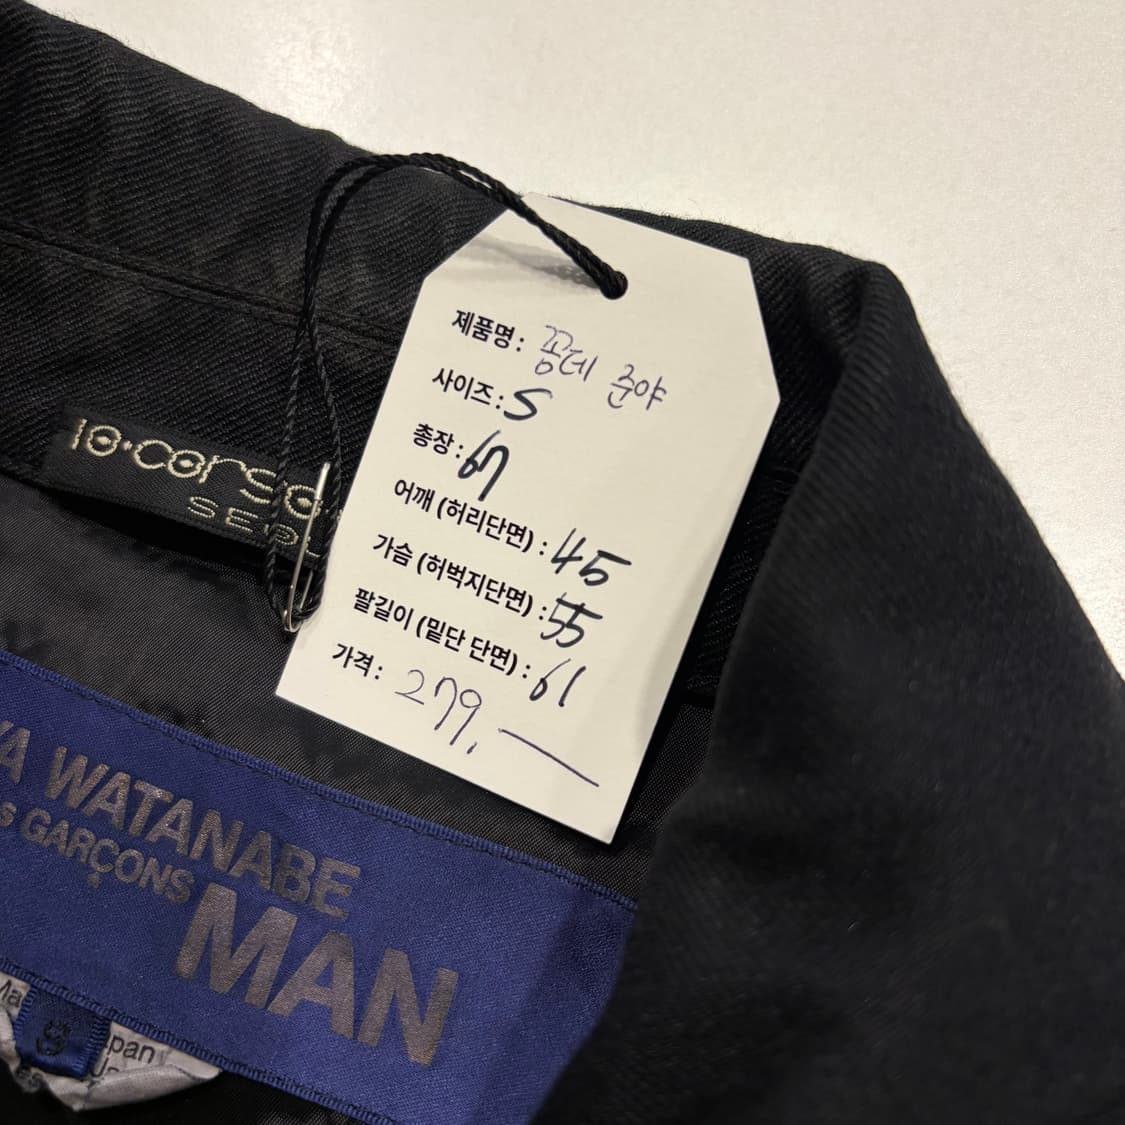 제품명: 꼼데 준야
사이즈: S
총장: 67
어깨 (허리단면) : 45
가슴 (허벅지단면) : 55
팔길이 (밑단 단면) : 61
가격: 279.—
10·corso
SEOUL
YA WATANABE
S GARÇONS
MAN
S